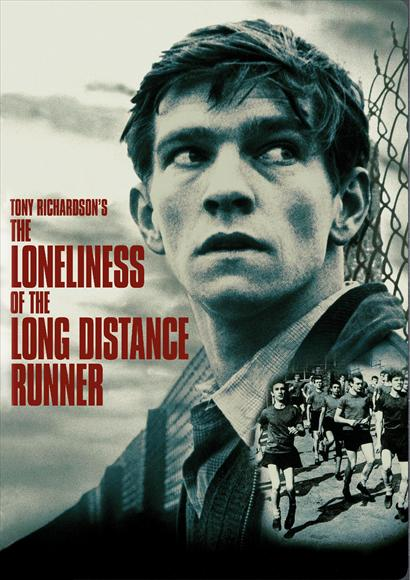 TONY RICHARDSON'S
THE
LONELINESS
OF THE
LONG DISTANCE
RUNNER